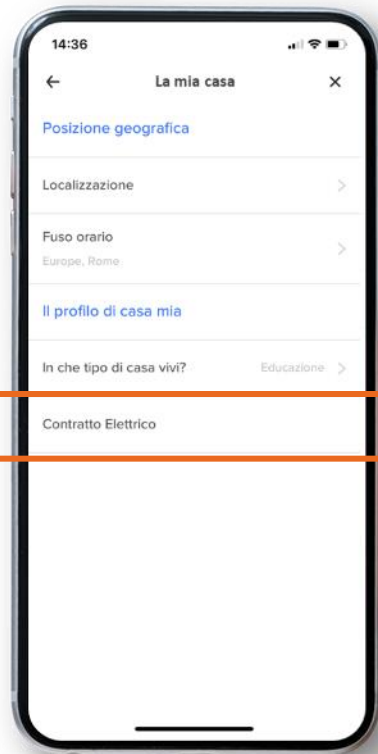 14:36
La mia casa
Posizione geografica
Localizzazione
Fuso orario
Europe, Rome
Il profilo di casa mia
In che tipo di casa vivi? Educazione
Contratto Elettrico